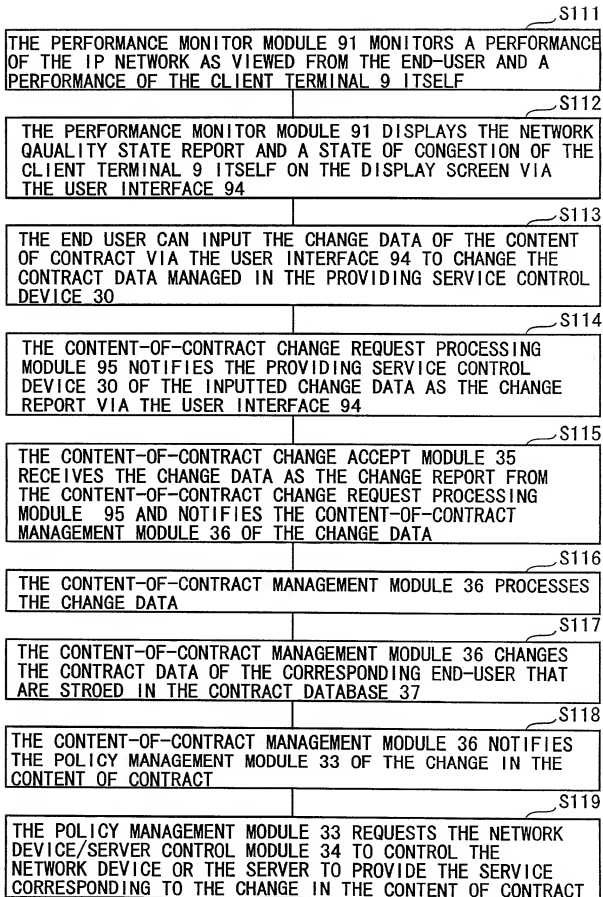 S111
THE PERFORMANCE MONITOR MODULE 91 MONITORS A PERFORMANCE
OF THE IP NETWORK AS VIEWED FROM THE END-USER AND A
PERFORMANCE OF THE CLIENT TERMINAL 9 ITSELF
S112
THE PERFORMANCE MONITOR MODULE 91 DISPLAYS THE NETWORK
QAUALITY STATE REPORT AND A STATE OF CONGESTION OF THE
CLIENT TERMINAL 9 ITSELF ON THE DISPLAY SCREEN VIA
THE USER INTERFACE 94
S113
THE END USER CAN INPUT THE CHANGE DATA OF THE CONTENT
OF CONTRACT VIA THE USER INTERFACE 94 TO CHANGE THE
CONTRACT DATA MANAGED IN THE PROVIDING SERVICE CONTROL
DEVICE 30
S114
THE CONTENT-OF-CONTRACT CHANGE REQUEST PROCESSING
MODULE 95 NOTIFIES THE PROVIDING SERVICE CONTROL
DEVICE 30 OF THE INPUTTED CHANGE DATA AS THE CHANGE
REPORT VIA THE USER INTERFACE 94
S115
THE CONTENT-OF-CONTRACT CHANGE ACCEPT MODULE 35
RECEIVES THE CHANGE DATA AS THE CHANGE REPORT FROM
THE CONTENT-OF-CONTRACT CHANGE REQUEST PROCESSING
MODULE 95 AND NOTIFIES THE CONTENT-OF-CONTRACT
MANAGEMENT MODULE 36 OF THE CHANGE DATA
S116
THE CONTENT-OF-CONTRACT MANAGEMENT MODULE 36 PROCESSES
THE CHANGE DATA
S117
THE CONTENT-OF-CONTRACT MANAGEMENT MODULE 36 CHANGES
THE CONTRACT DATA OF THE CORRESPONDING END-USER THAT
ARE STROED IN THE CONTRACT DATABASE 37
S118
THE CONTENT-OF-CONTRACT MANAGEMENT MODULE 36 NOTIFIES
THE POLICY MANAGEMENT MODULE 33 OF THE CHANGE IN THE
CONTENT OF CONTRACT
S119
THE POLICY MANAGEMENT MODULE 33 REQUESTS THE NETWORK
DEVICE/SERVER CONTROL MODULE 34 TO CONTROL THE
NETWORK DEVICE OR THE SERVER TO PROVIDE THE SERVICE
CORRESPONDING TO THE CHANGE IN THE CONTENT OF CONTRACT